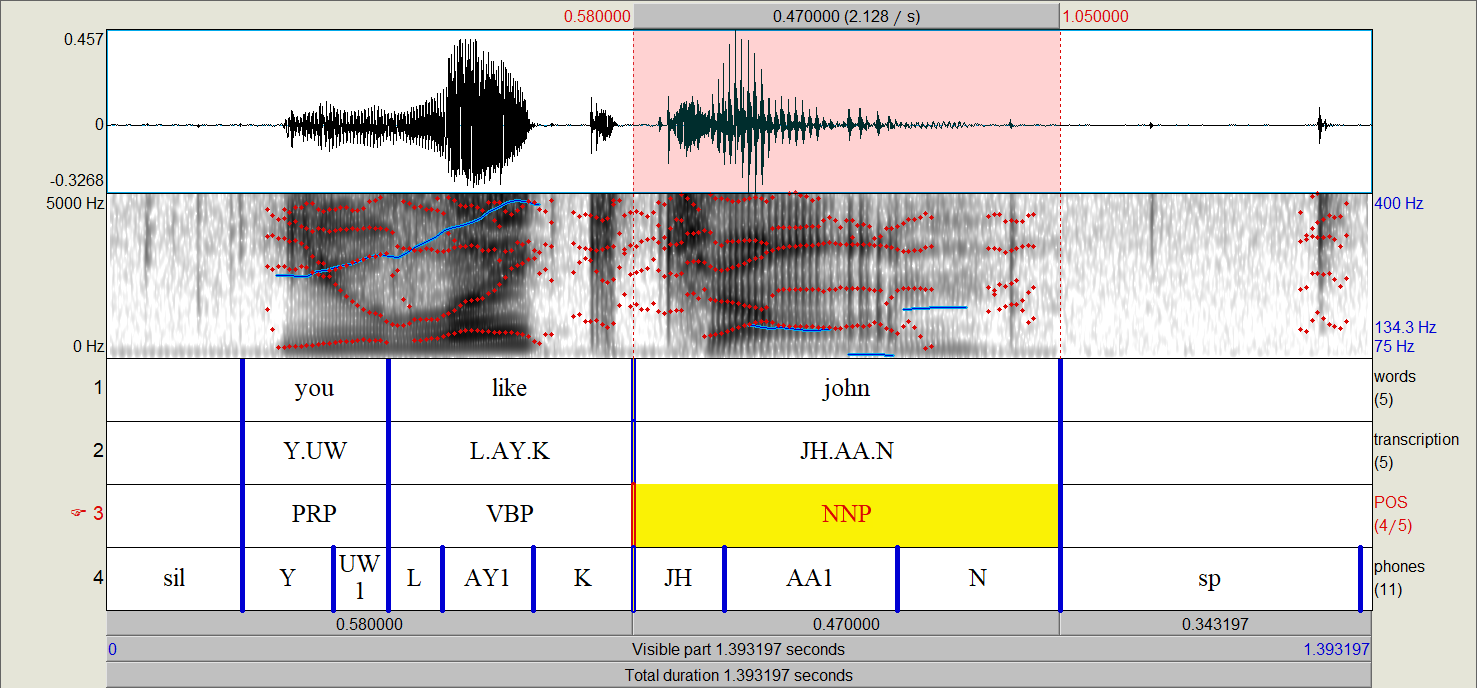 0.580000 0.470000 (2.128 / s) 1.050000
0.457
0
-0.3268
5000 Hz 400 Hz
134.3 Hz
0 Hz 75 Hz
1 you like john words
(5)
2 Y.UW L.AY.K JH.AA.N transcription
(5)
☞ 3 PRP VBP NNP POS
(4/5)
4 sil Y UW1 L AY1 K JH AA1 N sp phones
(11)
0.580000 0.470000 0.343197
0 Visible part 1.393197 seconds 1.393197
Total duration 1.393197 seconds